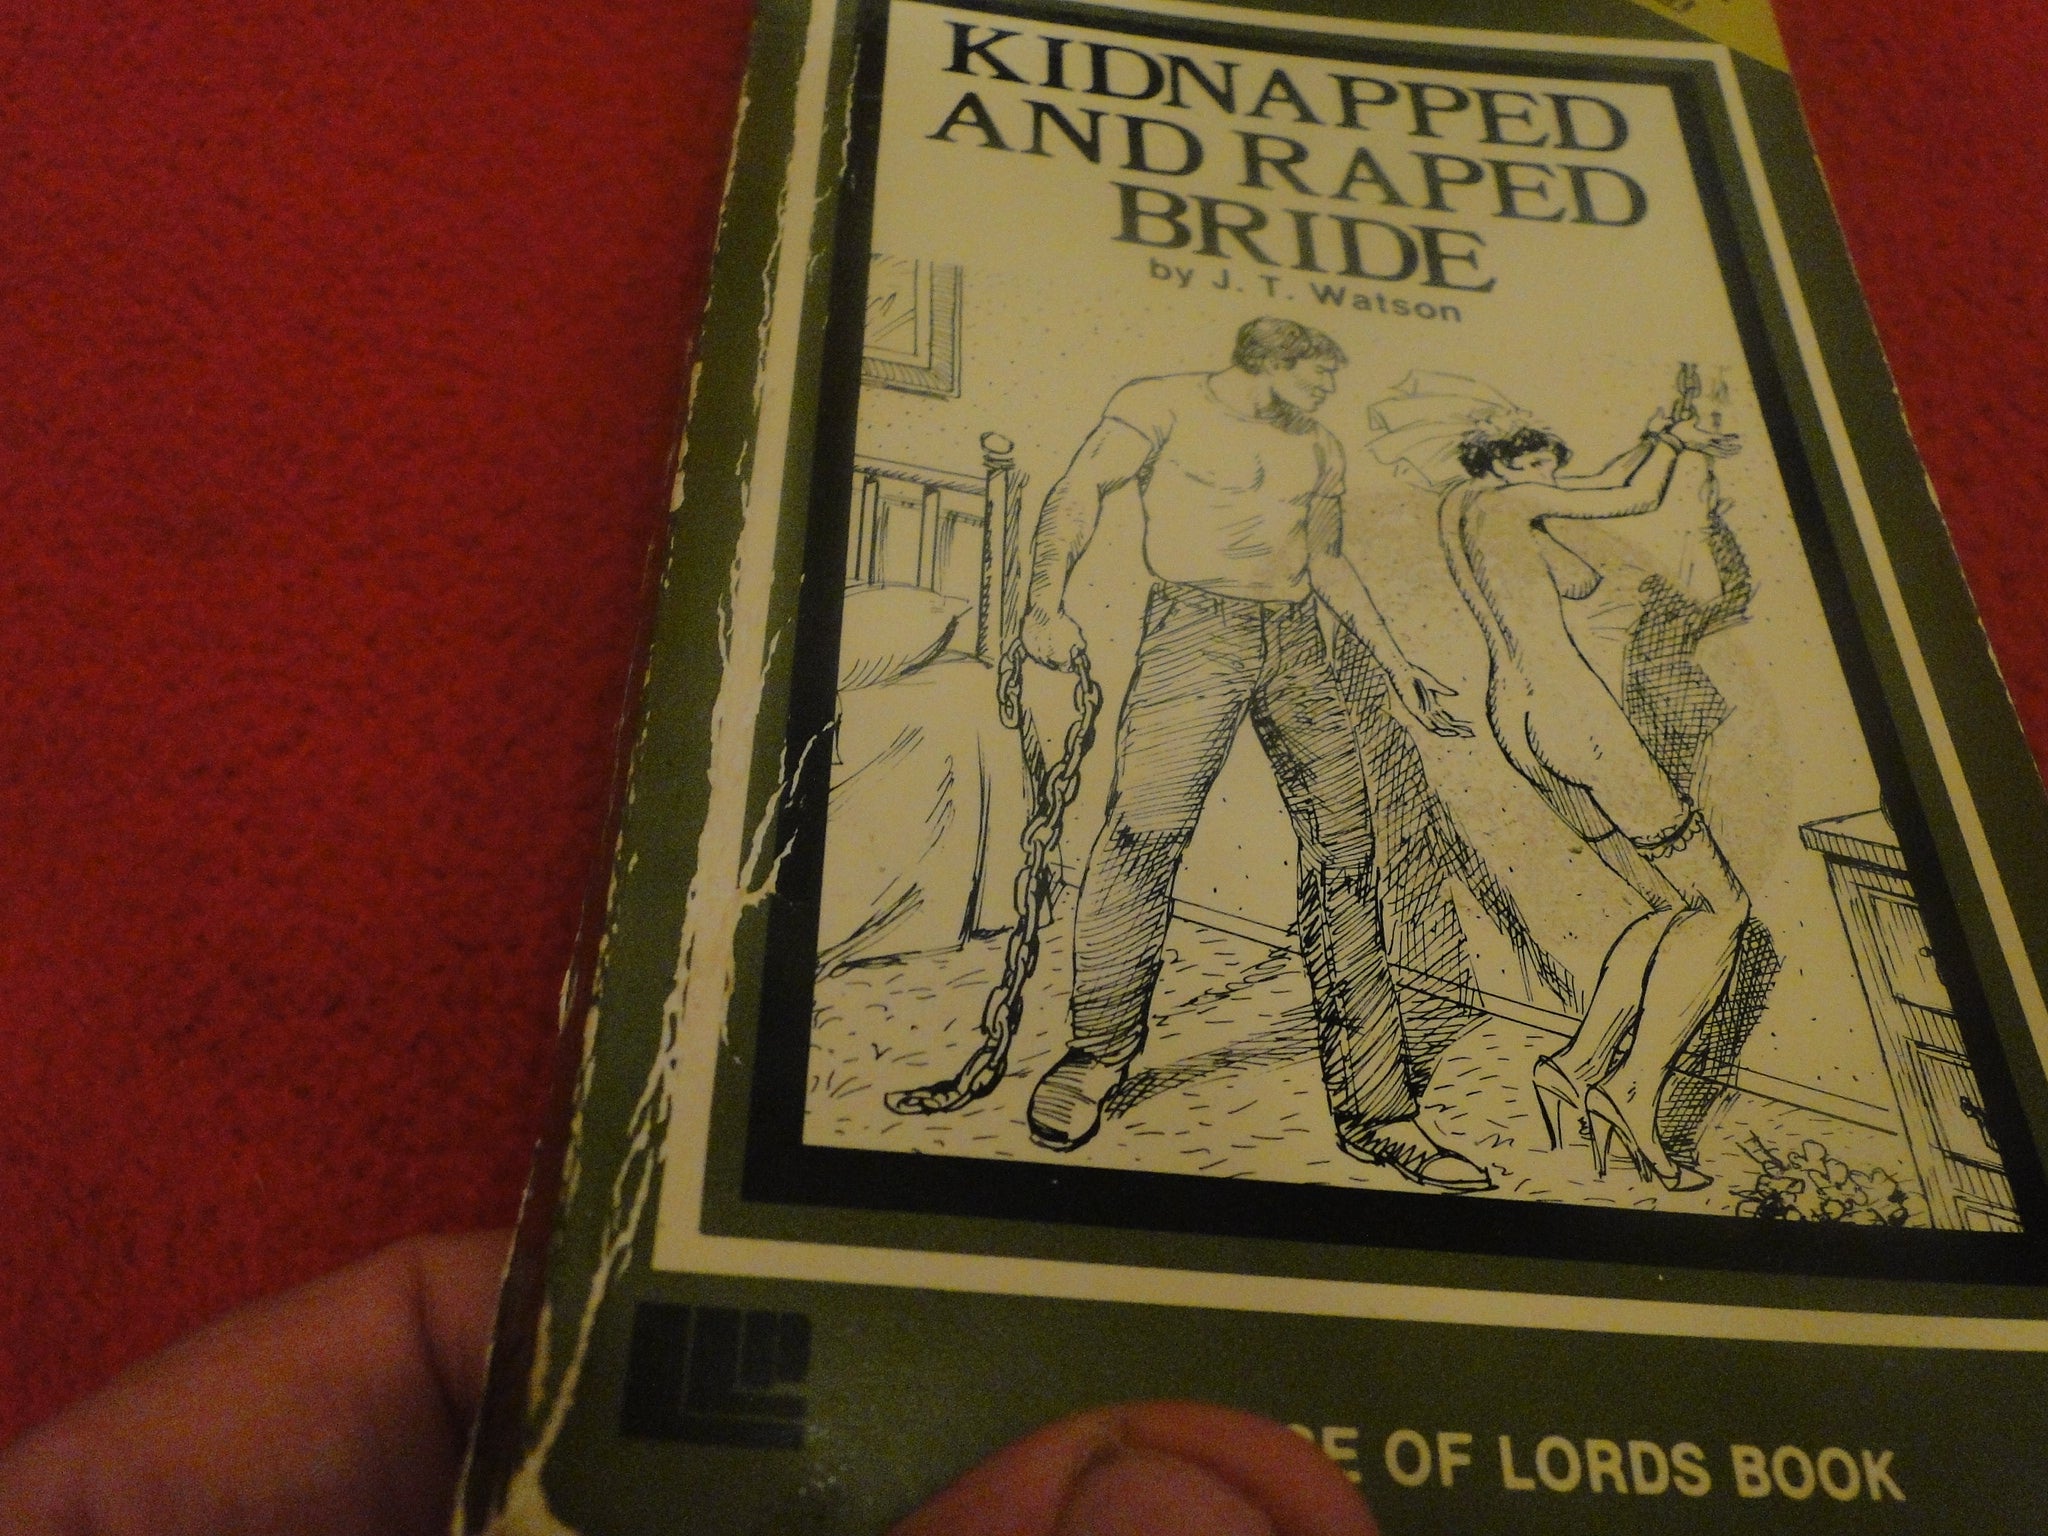 KIDNAPPED
AND RAPED
BRIDE
by J. T. Watson
OF LORDS BOOK